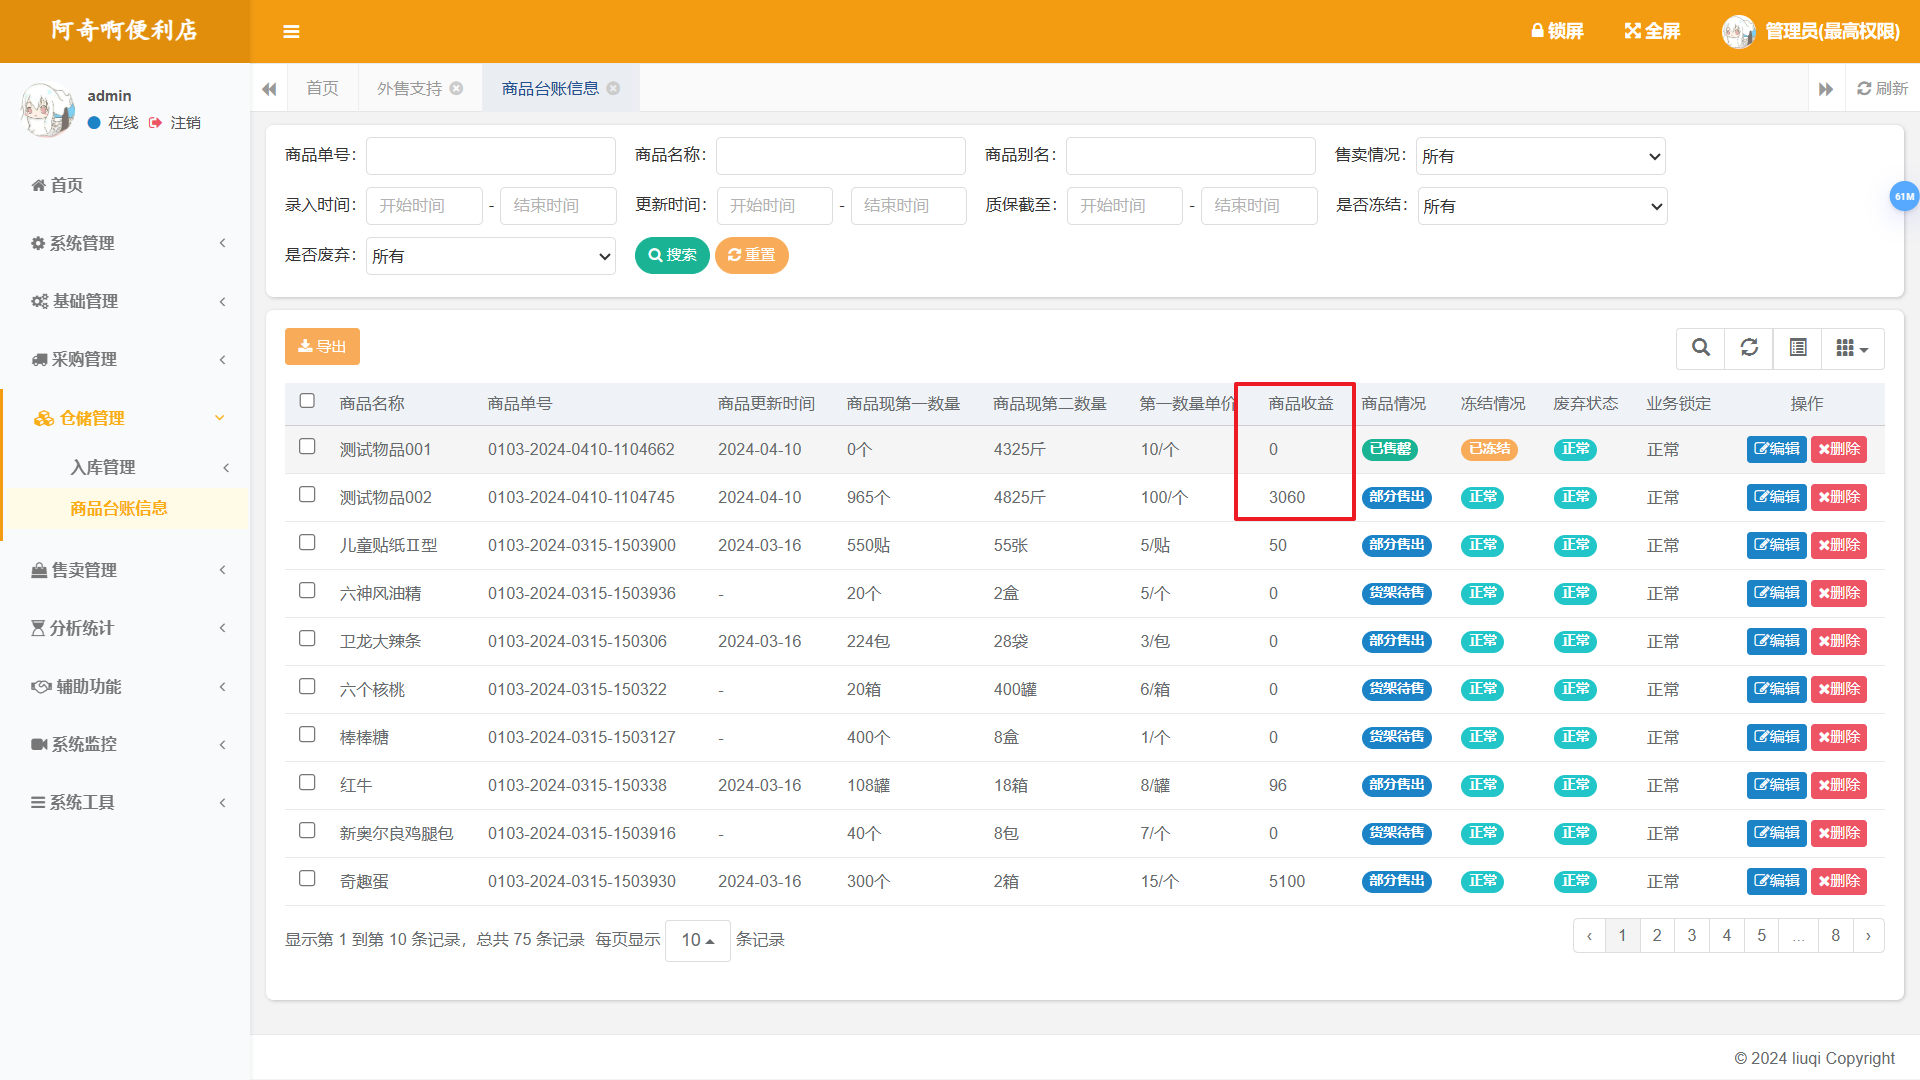 阿奇啊便利店
锁屏 全屏 管理员(最高权限)
admin
在线 注销
首页 外售支持 商品台账信息 刷新
首页
系统管理
基础管理
采购管理
仓储管理
入库管理
商品台账信息
售卖管理
分析统计
辅助功能
系统监控
系统工具
商品单号： 商品名称： 商品别名： 售卖情况： 所有
录入时间： 开始时间 - 结束时间 更新时间： 开始时间 - 结束时间 质保截至： 开始时间 - 结束时间 是否冻结： 所有
是否废弃： 所有 搜索 重置
61M
导出
商品名称 商品单号 商品更新时间 商品现第一数量 商品现第二数量 第一数量单价 商品收益 商品情况 冻结情况 废弃状态 业务锁定 操作
测试物品001 0103-2024-0410-1104662 2024-04-10 0个 4325斤 10/个 0 已售罄 已冻结 正常 正常 编辑 删除
测试物品002 0103-2024-0410-1104745 2024-04-10 965个 4825斤 100/个 3060 部分售出 正常 正常 正常 编辑 删除
儿童贴纸Ⅱ型 0103-2024-0315-1503900 2024-03-16 550贴 55张 5/贴 50 部分售出 正常 正常 正常 编辑 删除
六神风油精 0103-2024-0315-1503936 - 20个 2盒 5/个 0 货架待售 正常 正常 正常 编辑 删除
卫龙大辣条 0103-2024-0315-150306 2024-03-16 224包 28袋 3/包 0 部分售出 正常 正常 正常 编辑 删除
六个核桃 0103-2024-0315-150322 - 20箱 400罐 6/箱 0 货架待售 正常 正常 正常 编辑 删除
棒棒糖 0103-2024-0315-1503127 - 400个 8盒 1/个 0 货架待售 正常 正常 正常 编辑 删除
红牛 0103-2024-0315-150338 2024-03-16 108罐 18箱 8/罐 96 部分售出 正常 正常 正常 编辑 删除
新奥尔良鸡腿包 0103-2024-0315-1503916 - 40个 8包 7/个 0 货架待售 正常 正常 正常 编辑 删除
奇趣蛋 0103-2024-0315-1503930 2024-03-16 300个 2箱 15/个 5100 部分售出 正常 正常 正常 编辑 删除
显示第 1 到第 10 条记录，总共 75 条记录 每页显示 10 条记录
‹ 1 2 3 4 5 ... 8 ›
© 2024 liuqi Copyright